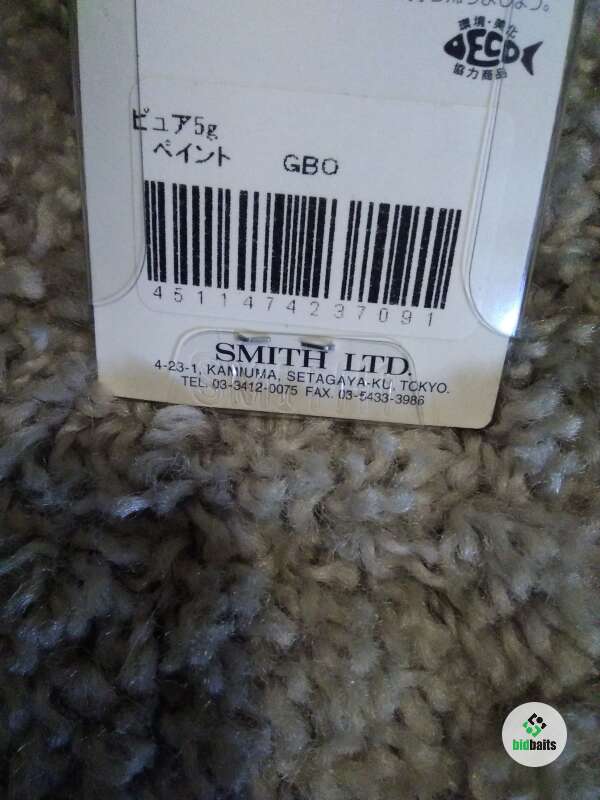 環境・美化
ECO
協力商品
ピュア5g
ペイント GBO
4511474237091
SMITH LTD.
4-23-1, KAMIUMA, SETAGAYA-KU, TOKYO.
TEL. 03-3412-0075 FAX. 03-5433-3986
bidbaits